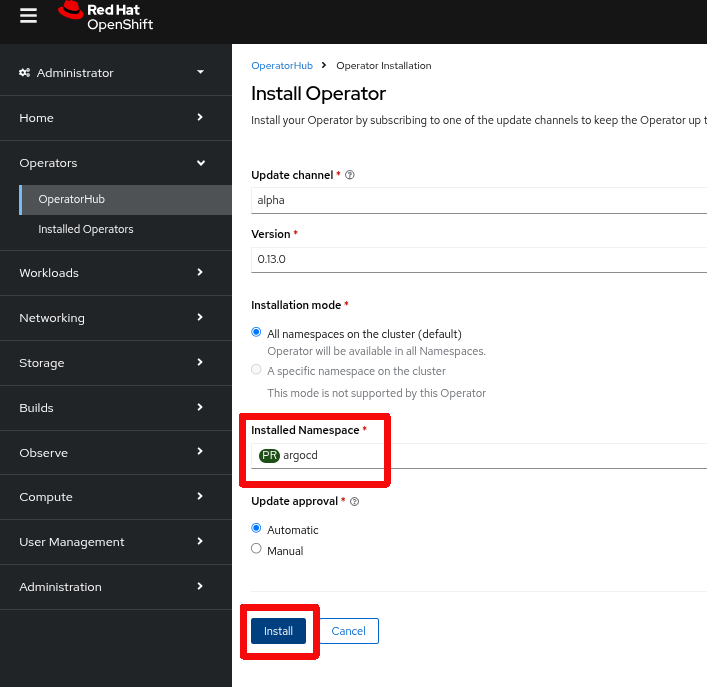 Red Hat
OpenShift
Administrator
Home
Operators
OperatorHub
Installed Operators
Workloads
Networking
Storage
Builds
Observe
Compute
User Management
Administration
OperatorHub > Operator Installation
Install Operator
Install your Operator by subscribing to one of the update channels to keep the Operator up t
Update channel *
alpha
Version *
0.13.0
Installation mode *
All namespaces on the cluster (default)
Operator will be available in all Namespaces.
A specific namespace on the cluster
This mode is not supported by this Operator
Installed Namespace *
PR argocd
Update approval *
Automatic
Manual
Install Cancel